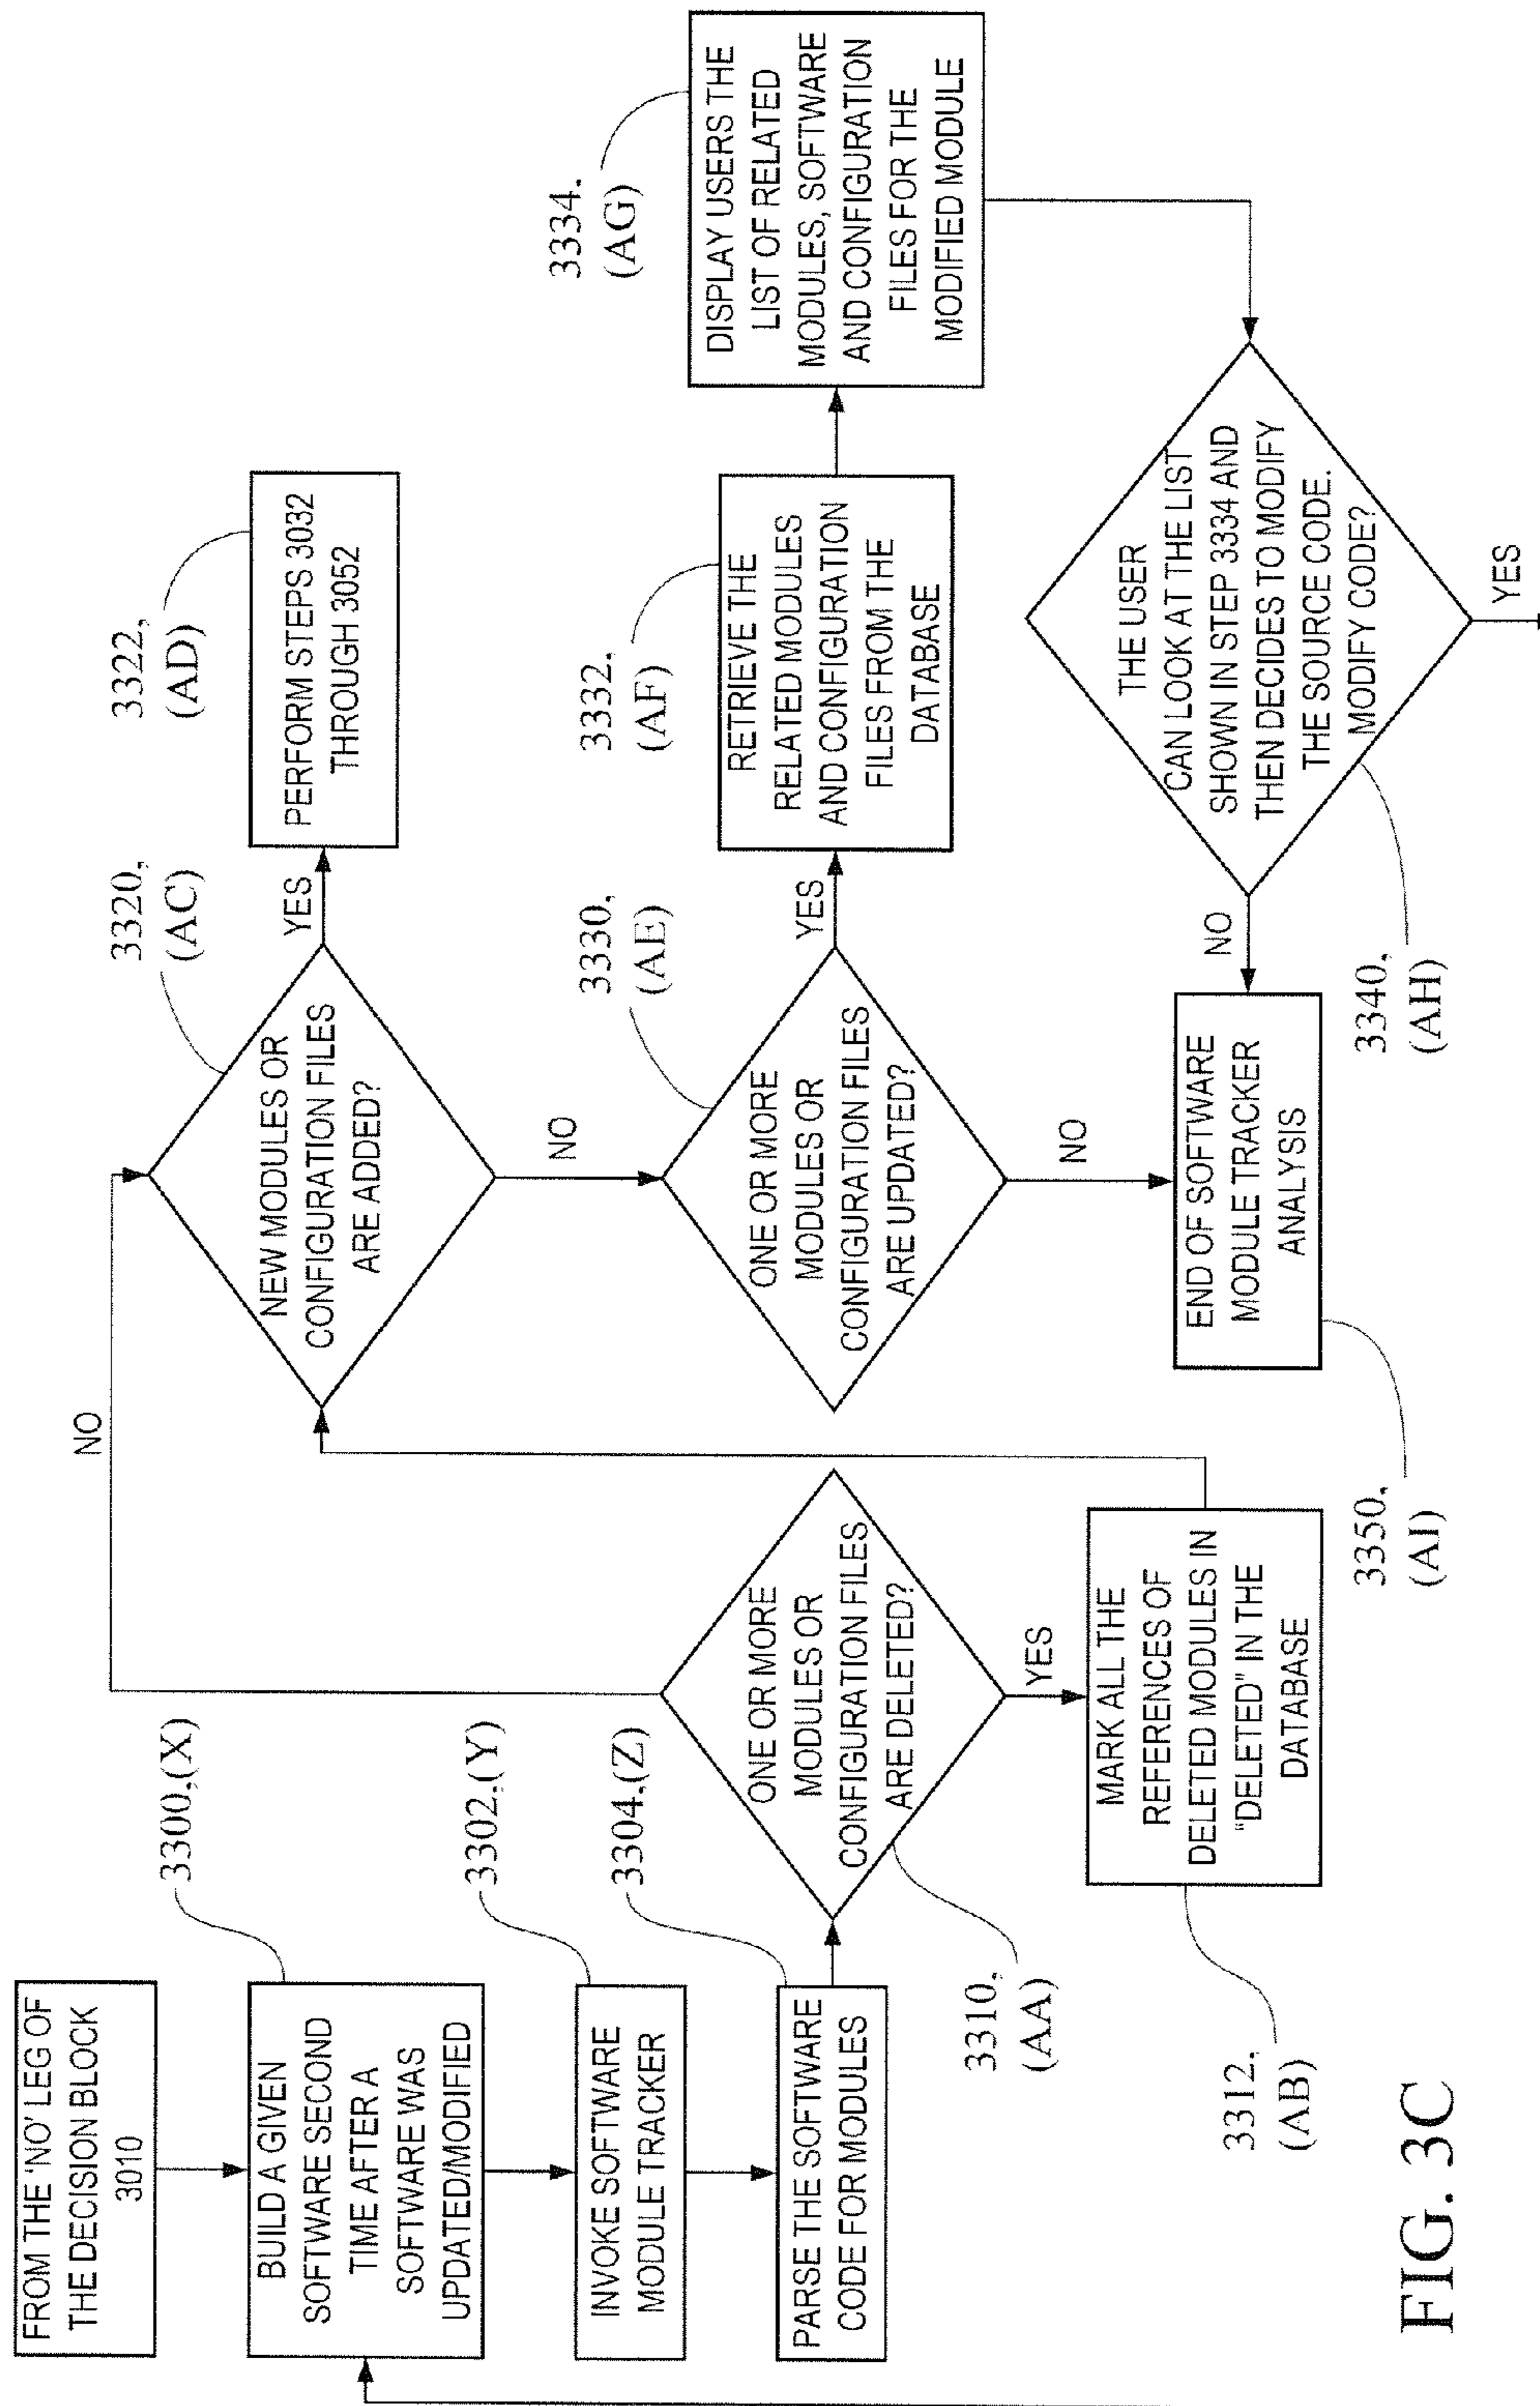 FROM THE 'NO' LEG OF
THE DECISION BLOCK
3010
BUILD A GIVEN
SOFTWARE SECOND
TIME AFTER A
SOFTWARE WAS
UPDATED/MODIFIED
3300,(X)
INVOKE SOFTWARE
MODULE TRACKER
3302,(Y)
PARSE THE SOFTWARE
CODE FOR MODULES
3304,(Z)
ONE OR MORE
MODULES OR
CONFIGURATION FILES
ARE DELETED?
3310,
(AA)
NO
YES
MARK ALL THE
REFERENCES OF
DELETED MODULES IN
"DELETED" IN THE
DATABASE
3312,
(AB)
NEW MODULES OR
CONFIGURATION FILES
ARE ADDED?
3320,
(AC)
YES
PERFORM STEPS 3032
THROUGH 3052
3322,
(AD)
NO
ONE OR MORE
MODULES OR
CONFIGURATION FILES
ARE UPDATED?
3330,
(AE)
YES
RETRIEVE THE
RELATED MODULES
AND CONFIGURATION
FILES FROM THE
DATABASE
3332,
(AF)
DISPLAY USERS THE
LIST OF RELATED
MODULES, SOFTWARE
AND CONFIGURATION
FILES FOR THE
MODIFIED MODULE
3334,
(AG)
NO
END OF SOFTWARE
MODULE TRACKER
ANALYSIS
3350,
(AI)
NO
THE USER
CAN LOOK AT THE LIST
SHOWN IN STEP 3334 AND
THEN DECIDES TO MODIFY
THE SOURCE CODE.
MODIFY CODE?
3340,
(AH)
YES
FIG. 3C